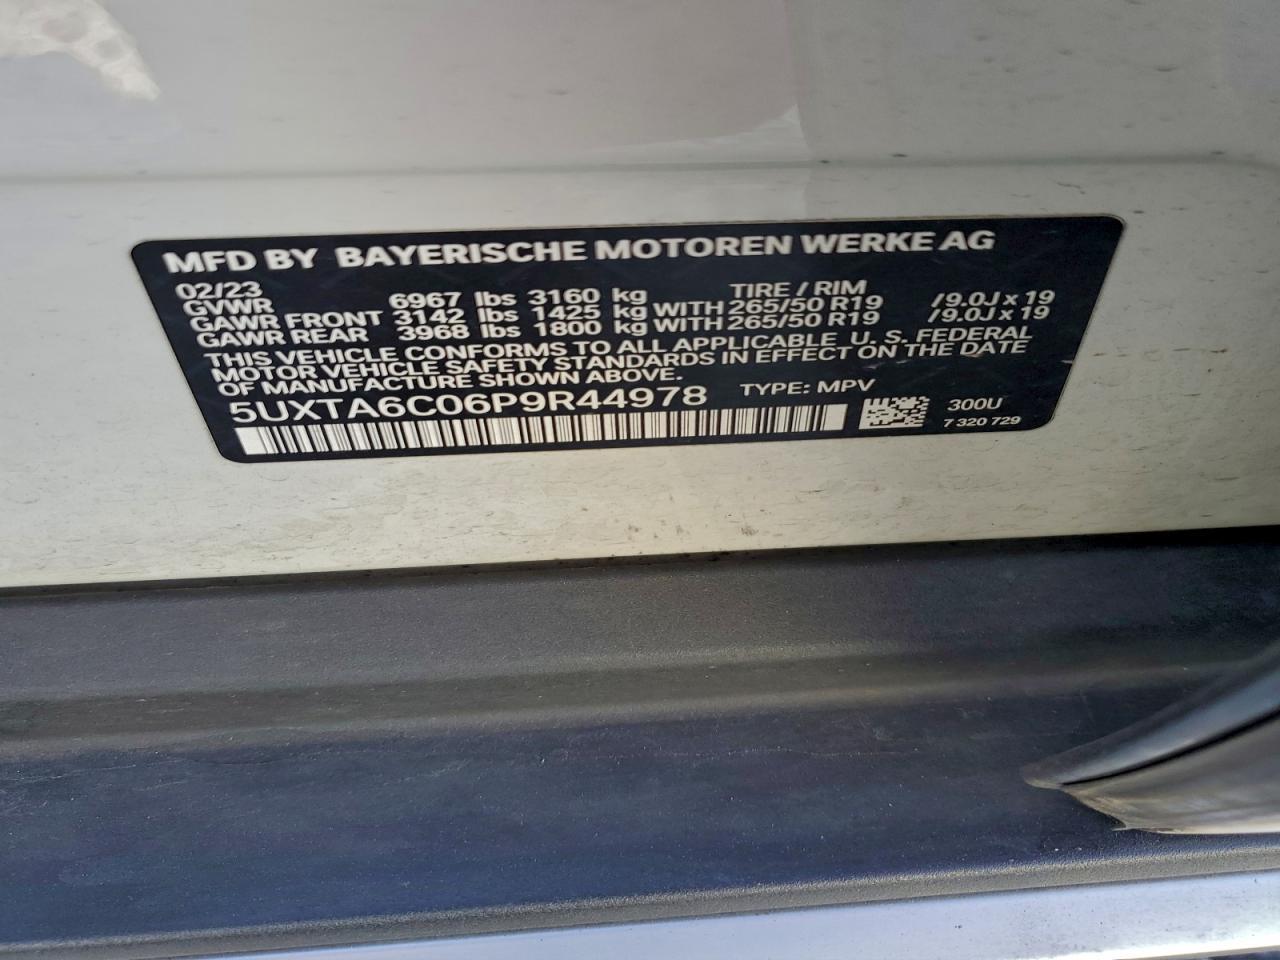 MFD BY BAYERISCHE MOTOREN WERKE AG
02/23 TIRE / RIM
GVWR 6967 lbs 3160 kg
GAWR FRONT 3142 lbs 1425 kg WITH 265/50 R19 /9.0J x 19
GAWR REAR 3968 lbs 1800 kg WITH 265/50 R19 /9.0J x 19
THIS VEHICLE CONFORMS TO ALL APPLICABLE U. S. FEDERAL
MOTOR VEHICLE SAFETY STANDARDS IN EFFECT ON THE DATE
OF MANUFACTURE SHOWN ABOVE.
5UXTA6C06P9R44978 TYPE: MPV
300U
7 320 729